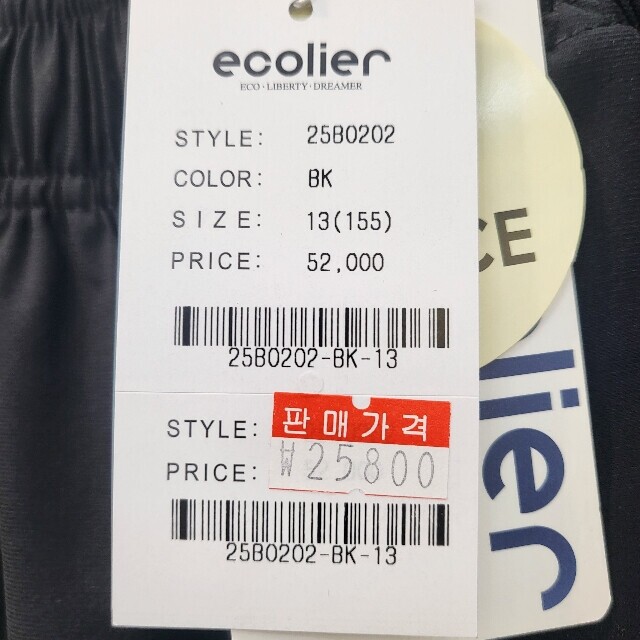 ecolier
ECO · LIBERTY · DREAMER
STYLE: 25B0202
COLOR: BK
SIZE: 13(155)
PRICE: 52,000
25B0202-BK-13
STYLE:
판매가격
PRICE: ₩25800
25B0202-BK-13
CE
lier